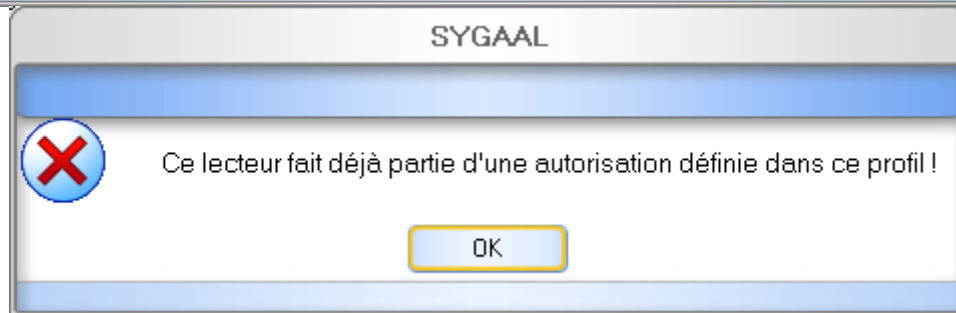 SYGAAL
Ce lecteur fait déjà partie d'une autorisation définie dans ce profil !
OK